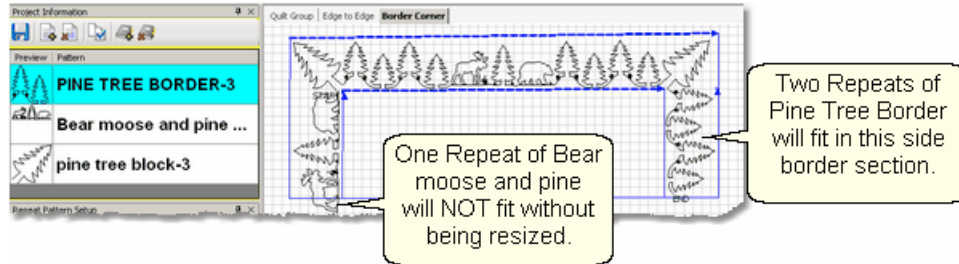 Project Information
Quilt Group Edge to Edge Border Corner
Preview Pattern
PINE TREE BORDER-3
Bear moose and pine ...
pine tree block-3
Repeat Pattern Setup
START
END
One Repeat of Bear
moose and pine
will NOT fit without
being resized.
Two Repeats of
Pine Tree Border
will fit in this side
border section.